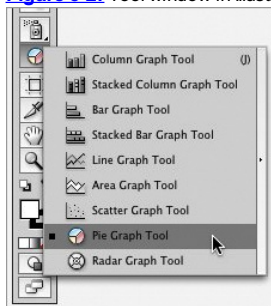 Column Graph Tool (J)
Stacked Column Graph Tool
Bar Graph Tool
Stacked Bar Graph Tool
Line Graph Tool
Area Graph Tool
Scatter Graph Tool
Pie Graph Tool
Radar Graph Tool